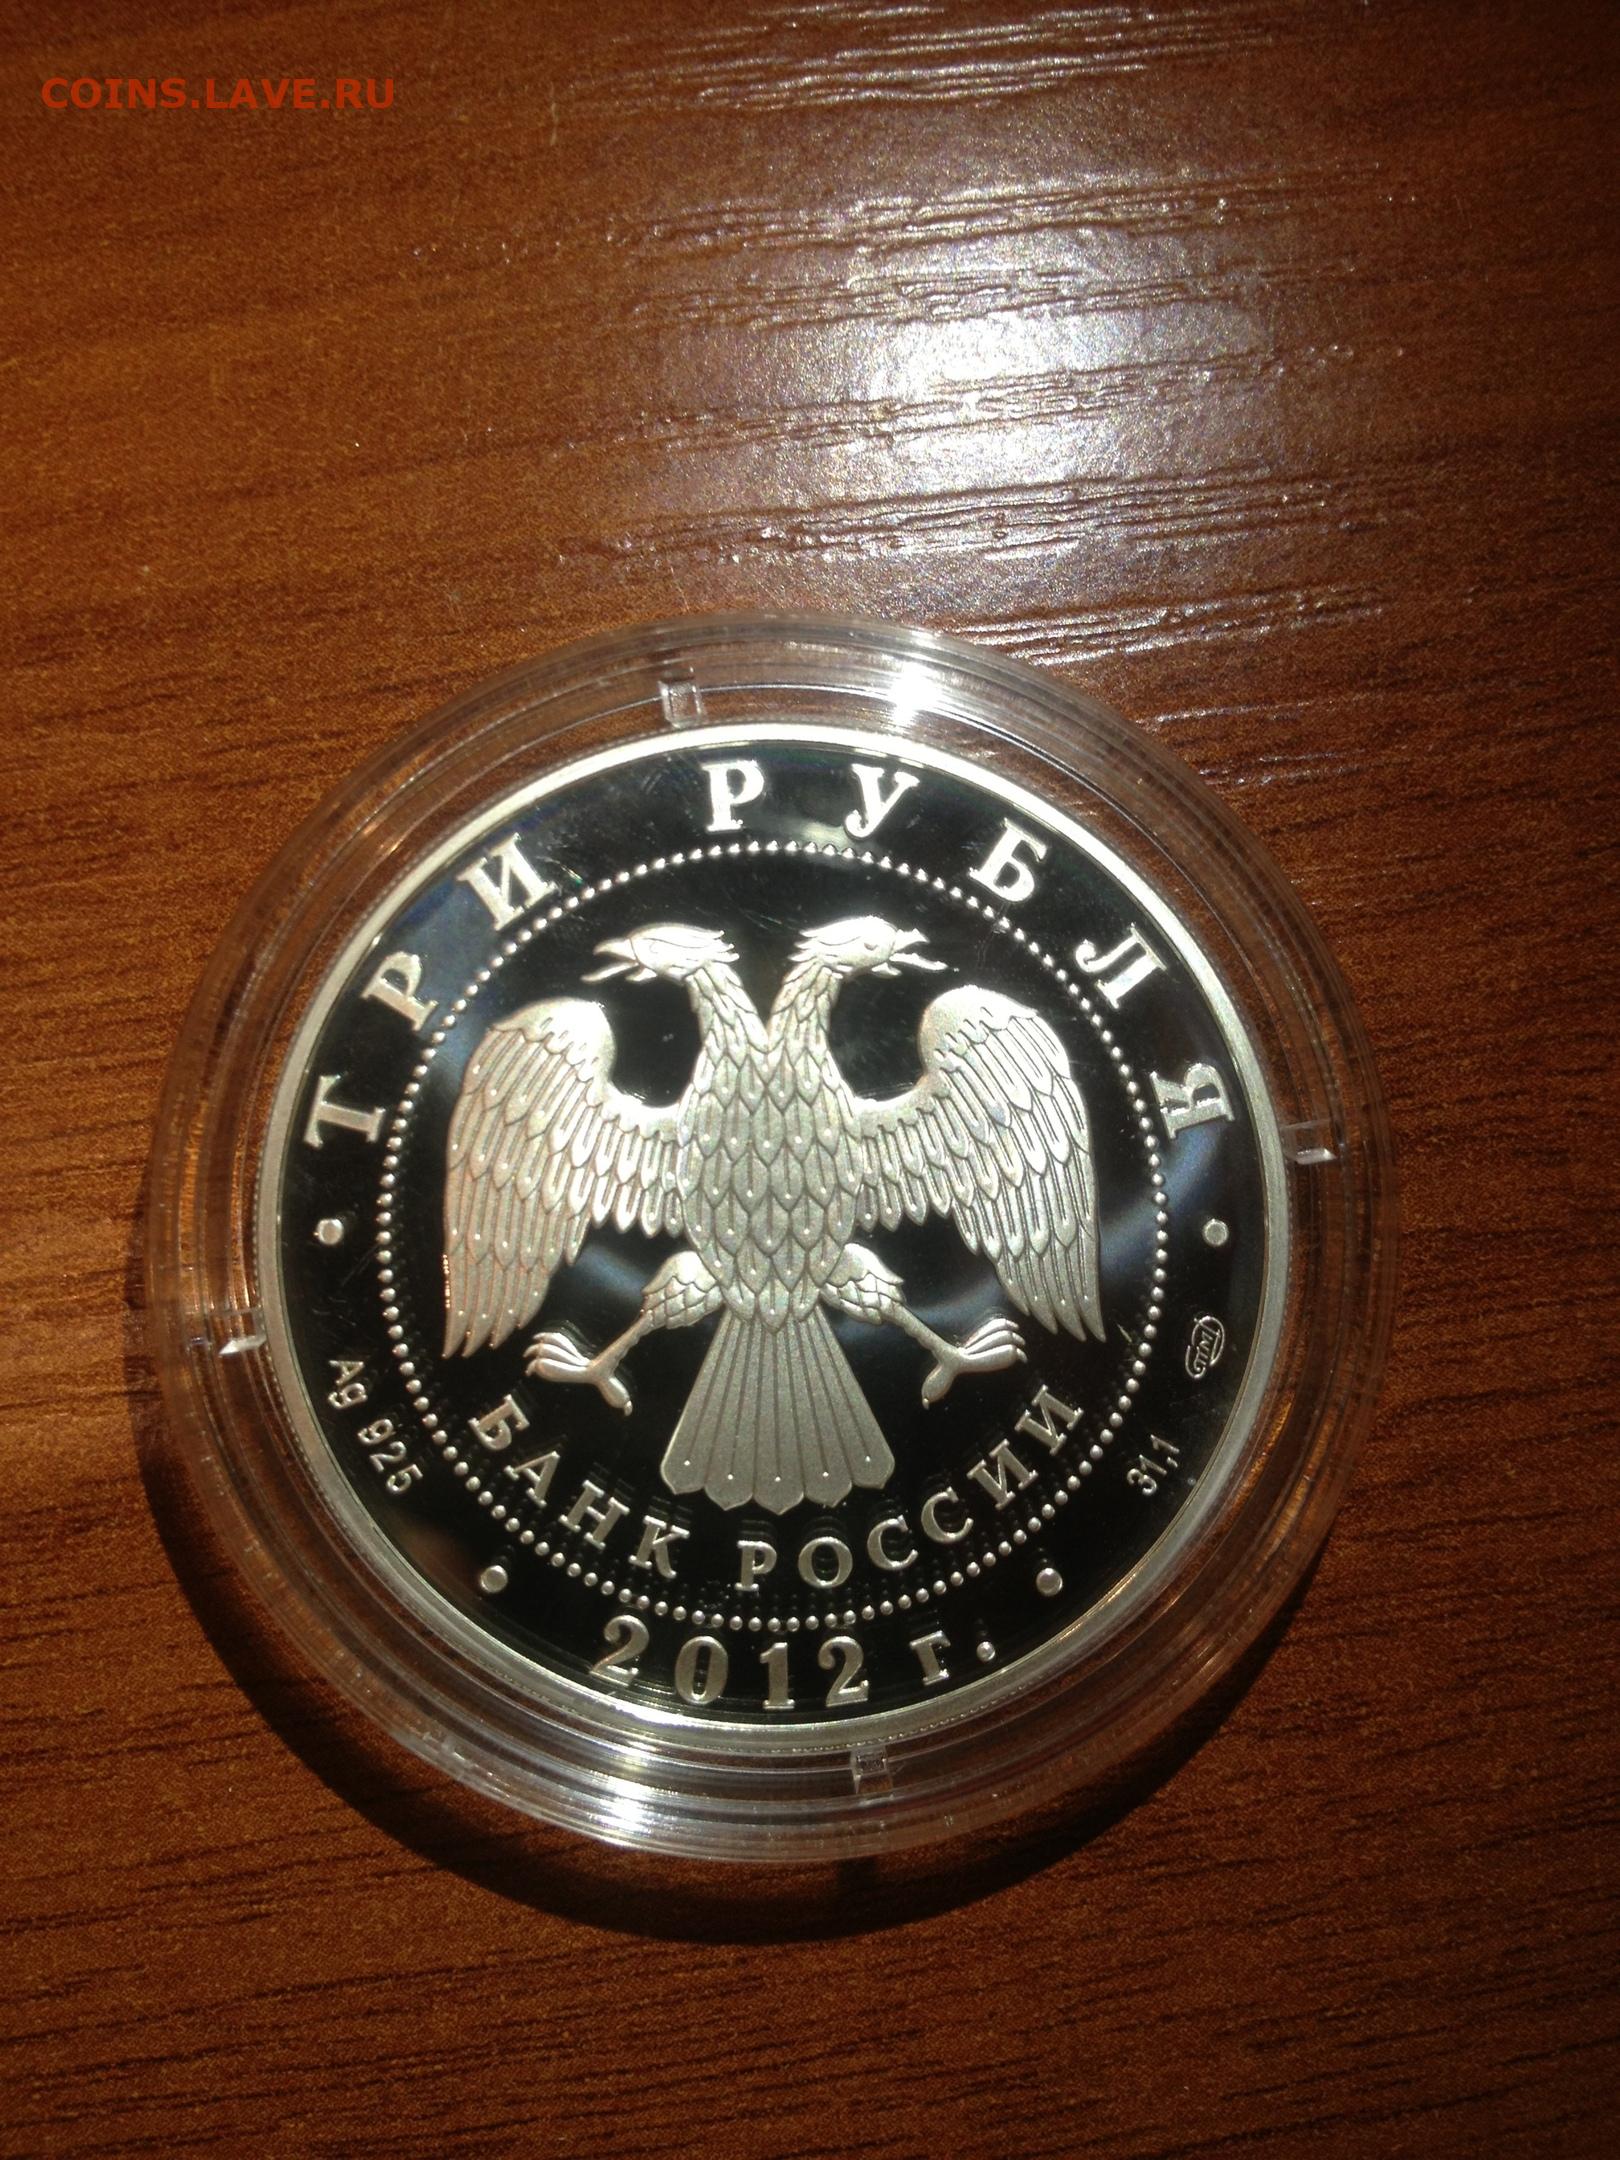 COINS.LAVE.RU
ТРИ РУБЛЯ
Ag 925
БАНК РОССИИ
31,1
2012 г.